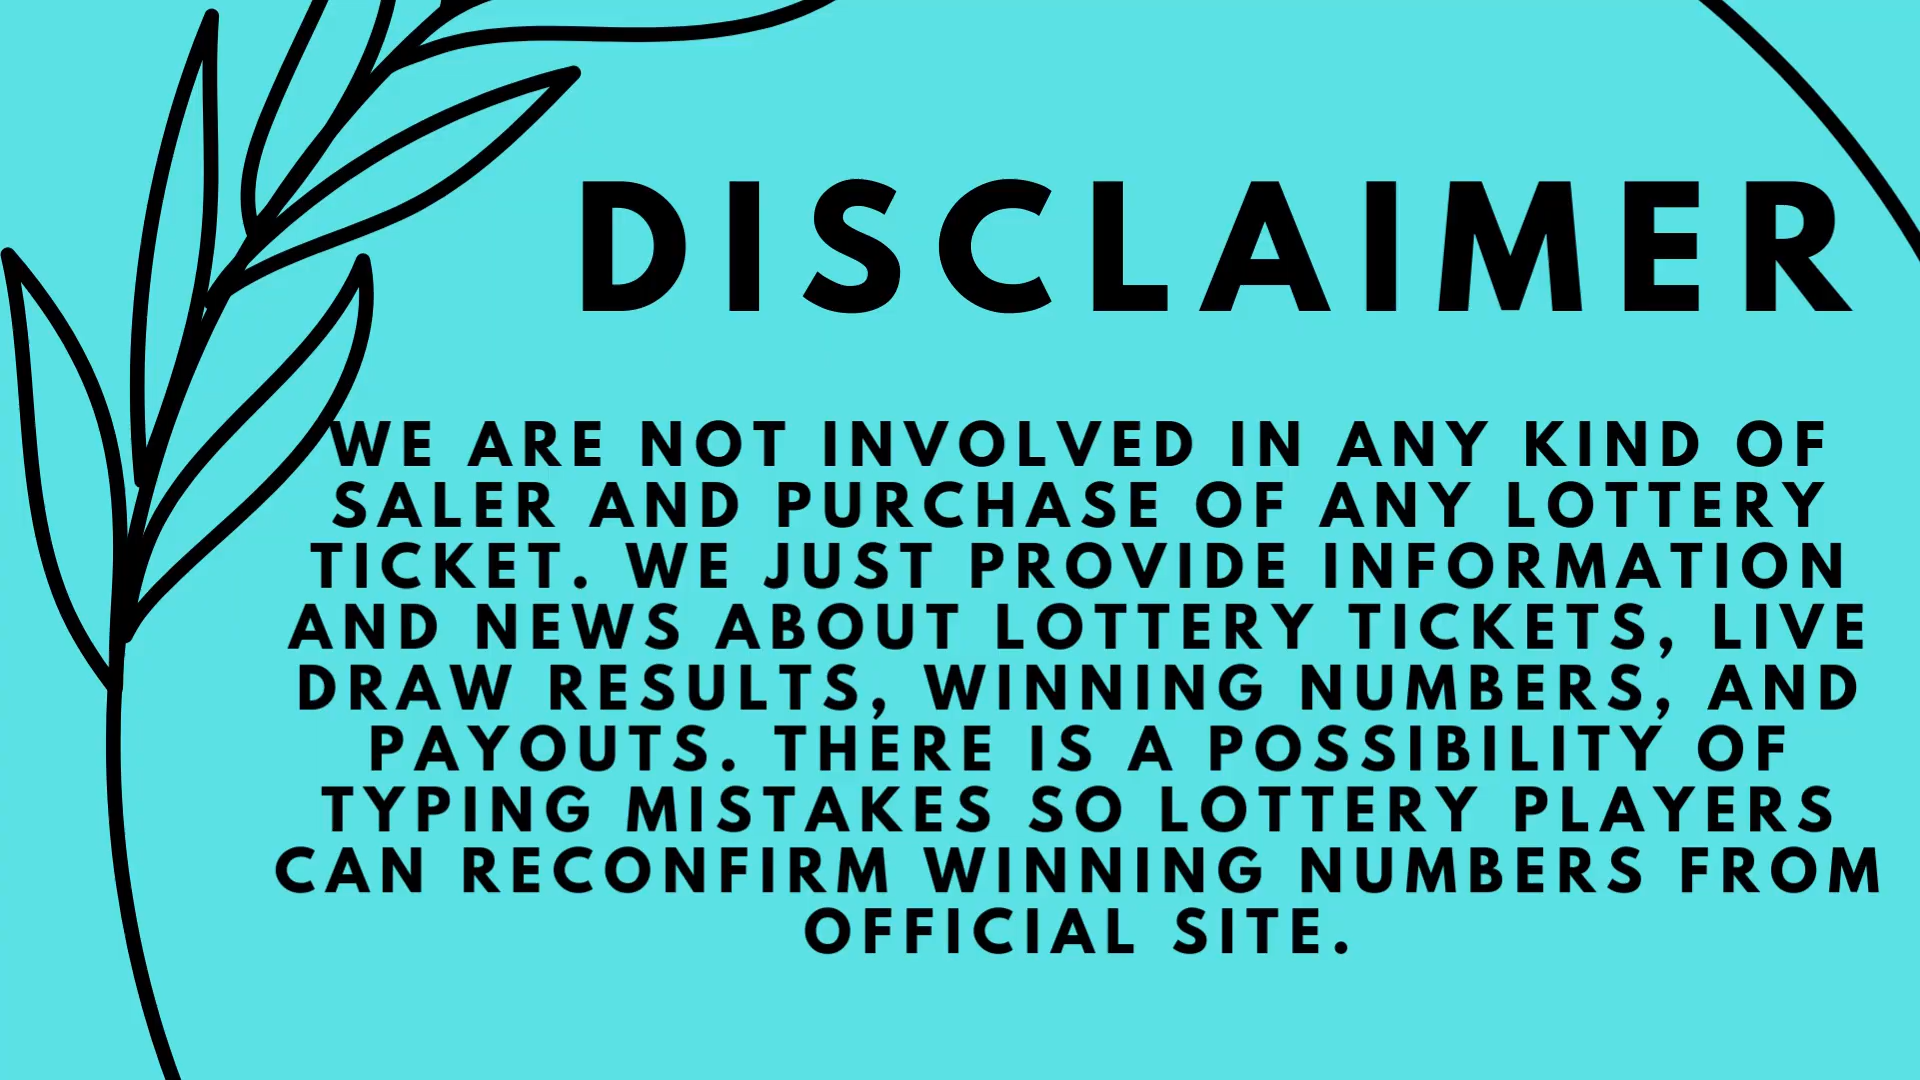 DISCLAIMER
WE ARE NOT INVOLVED IN ANY KIND OF
SALER AND PURCHASE OF ANY LOTTERY
TICKET. WE JUST PROVIDE INFORMATION
AND NEWS ABOUT LOTTERY TICKETS, LIVE
DRAW RESULTS, WINNING NUMBERS, AND
PAYOUTS. THERE IS A POSSIBILITY OF
TYPING MISTAKES SO LOTTERY PLAYERS
CAN RECONFIRM WINNING NUMBERS FROM
OFFICIAL SITE.